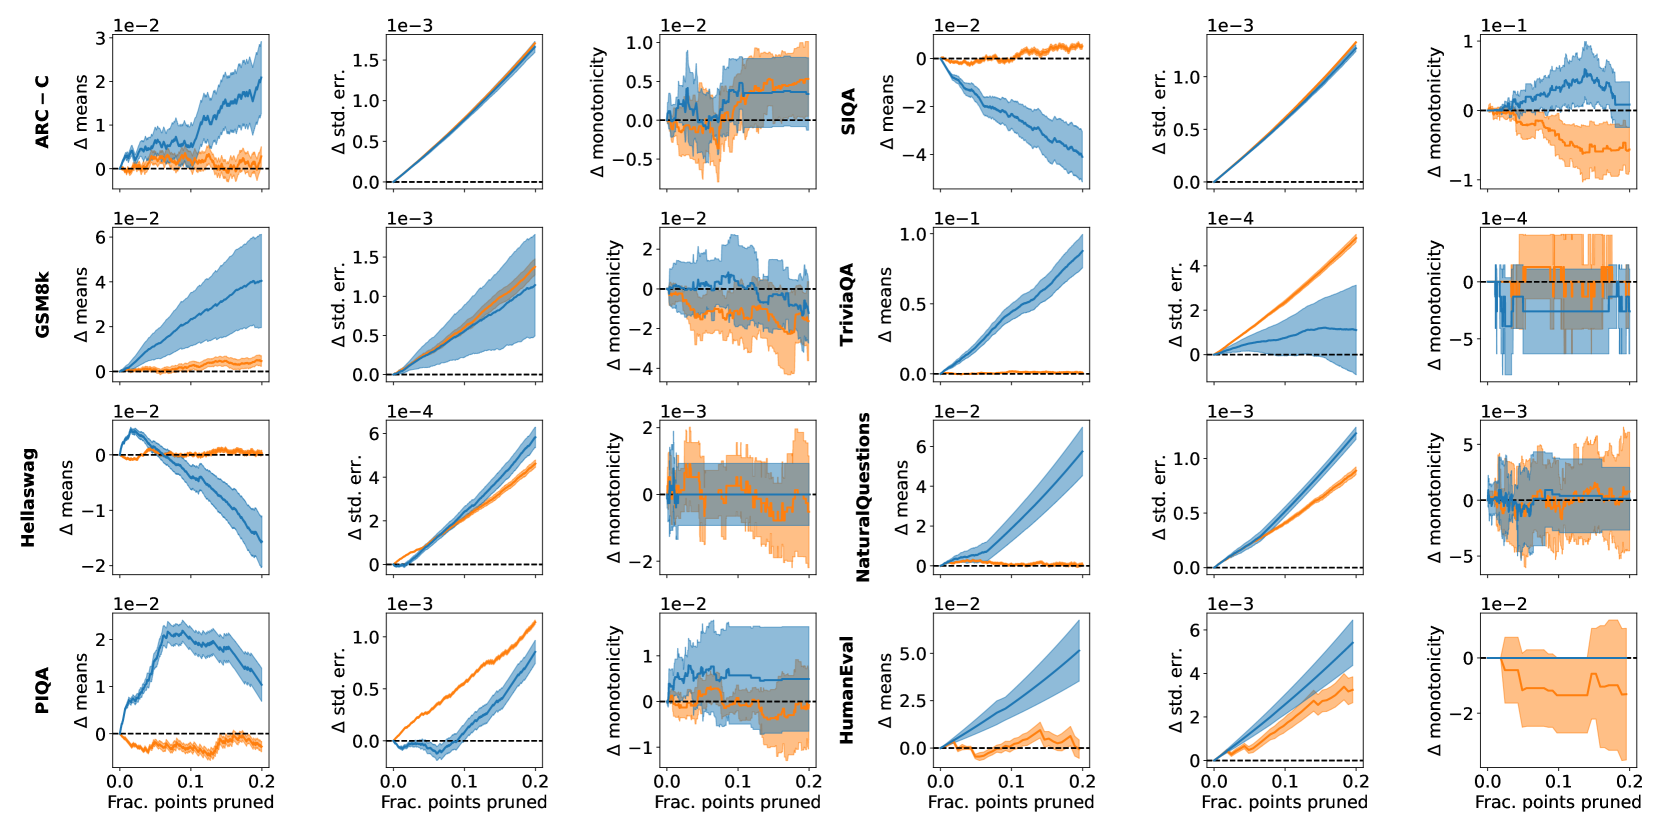 1e−2 1e−3 1e−2 1e−2 1e−3 1e−1
ARC − C
Δ means
3
2
1
0
Δ std. err.
1.5
1.0
0.5
0.0
Δ monotonicity
1.0
0.5
0.0
−0.5
SIQA
Δ means
0
−2
−4
Δ std. err.
1.0
0.5
0.0
Δ monotonicity
1
0
−1
1e−2 1e−3 1e−2 1e−1 1e−4 1e−4
GSM8k
Δ means
6
4
2
0
Δ std. err.
1.5
1.0
0.5
0.0
Δ monotonicity
2
0
−2
−4
TriviaQA
Δ means
1.0
0.5
0.0
Δ std. err.
4
2
0
Δ monotonicity
0
−5
1e−2 1e−4 1e−3 1e−2 1e−3 1e−3
Hellaswag
Δ means
0
−1
−2
Δ std. err.
6
4
2
0
Δ monotonicity
2
0
−2
NaturalQuestions
Δ means
6
4
2
0
Δ std. err.
1.0
0.5
0.0
Δ monotonicity
5
0
−5
1e−2 1e−3 1e−2 1e−2 1e−3 1e−2
PIQA
Δ means
2
1
0
Δ std. err.
1.0
0.5
0.0
Δ monotonicity
1
0
−1
HumanEval
Δ means
5.0
2.5
0.0
Δ std. err.
6
4
2
0
Δ monotonicity
0
−2
0.0 0.1 0.2 0.0 0.1 0.2 0.0 0.1 0.2 0.0 0.1 0.2 0.0 0.1 0.2 0.0 0.1 0.2
Frac. points pruned Frac. points pruned Frac. points pruned Frac. points pruned Frac. points pruned Frac. points pruned